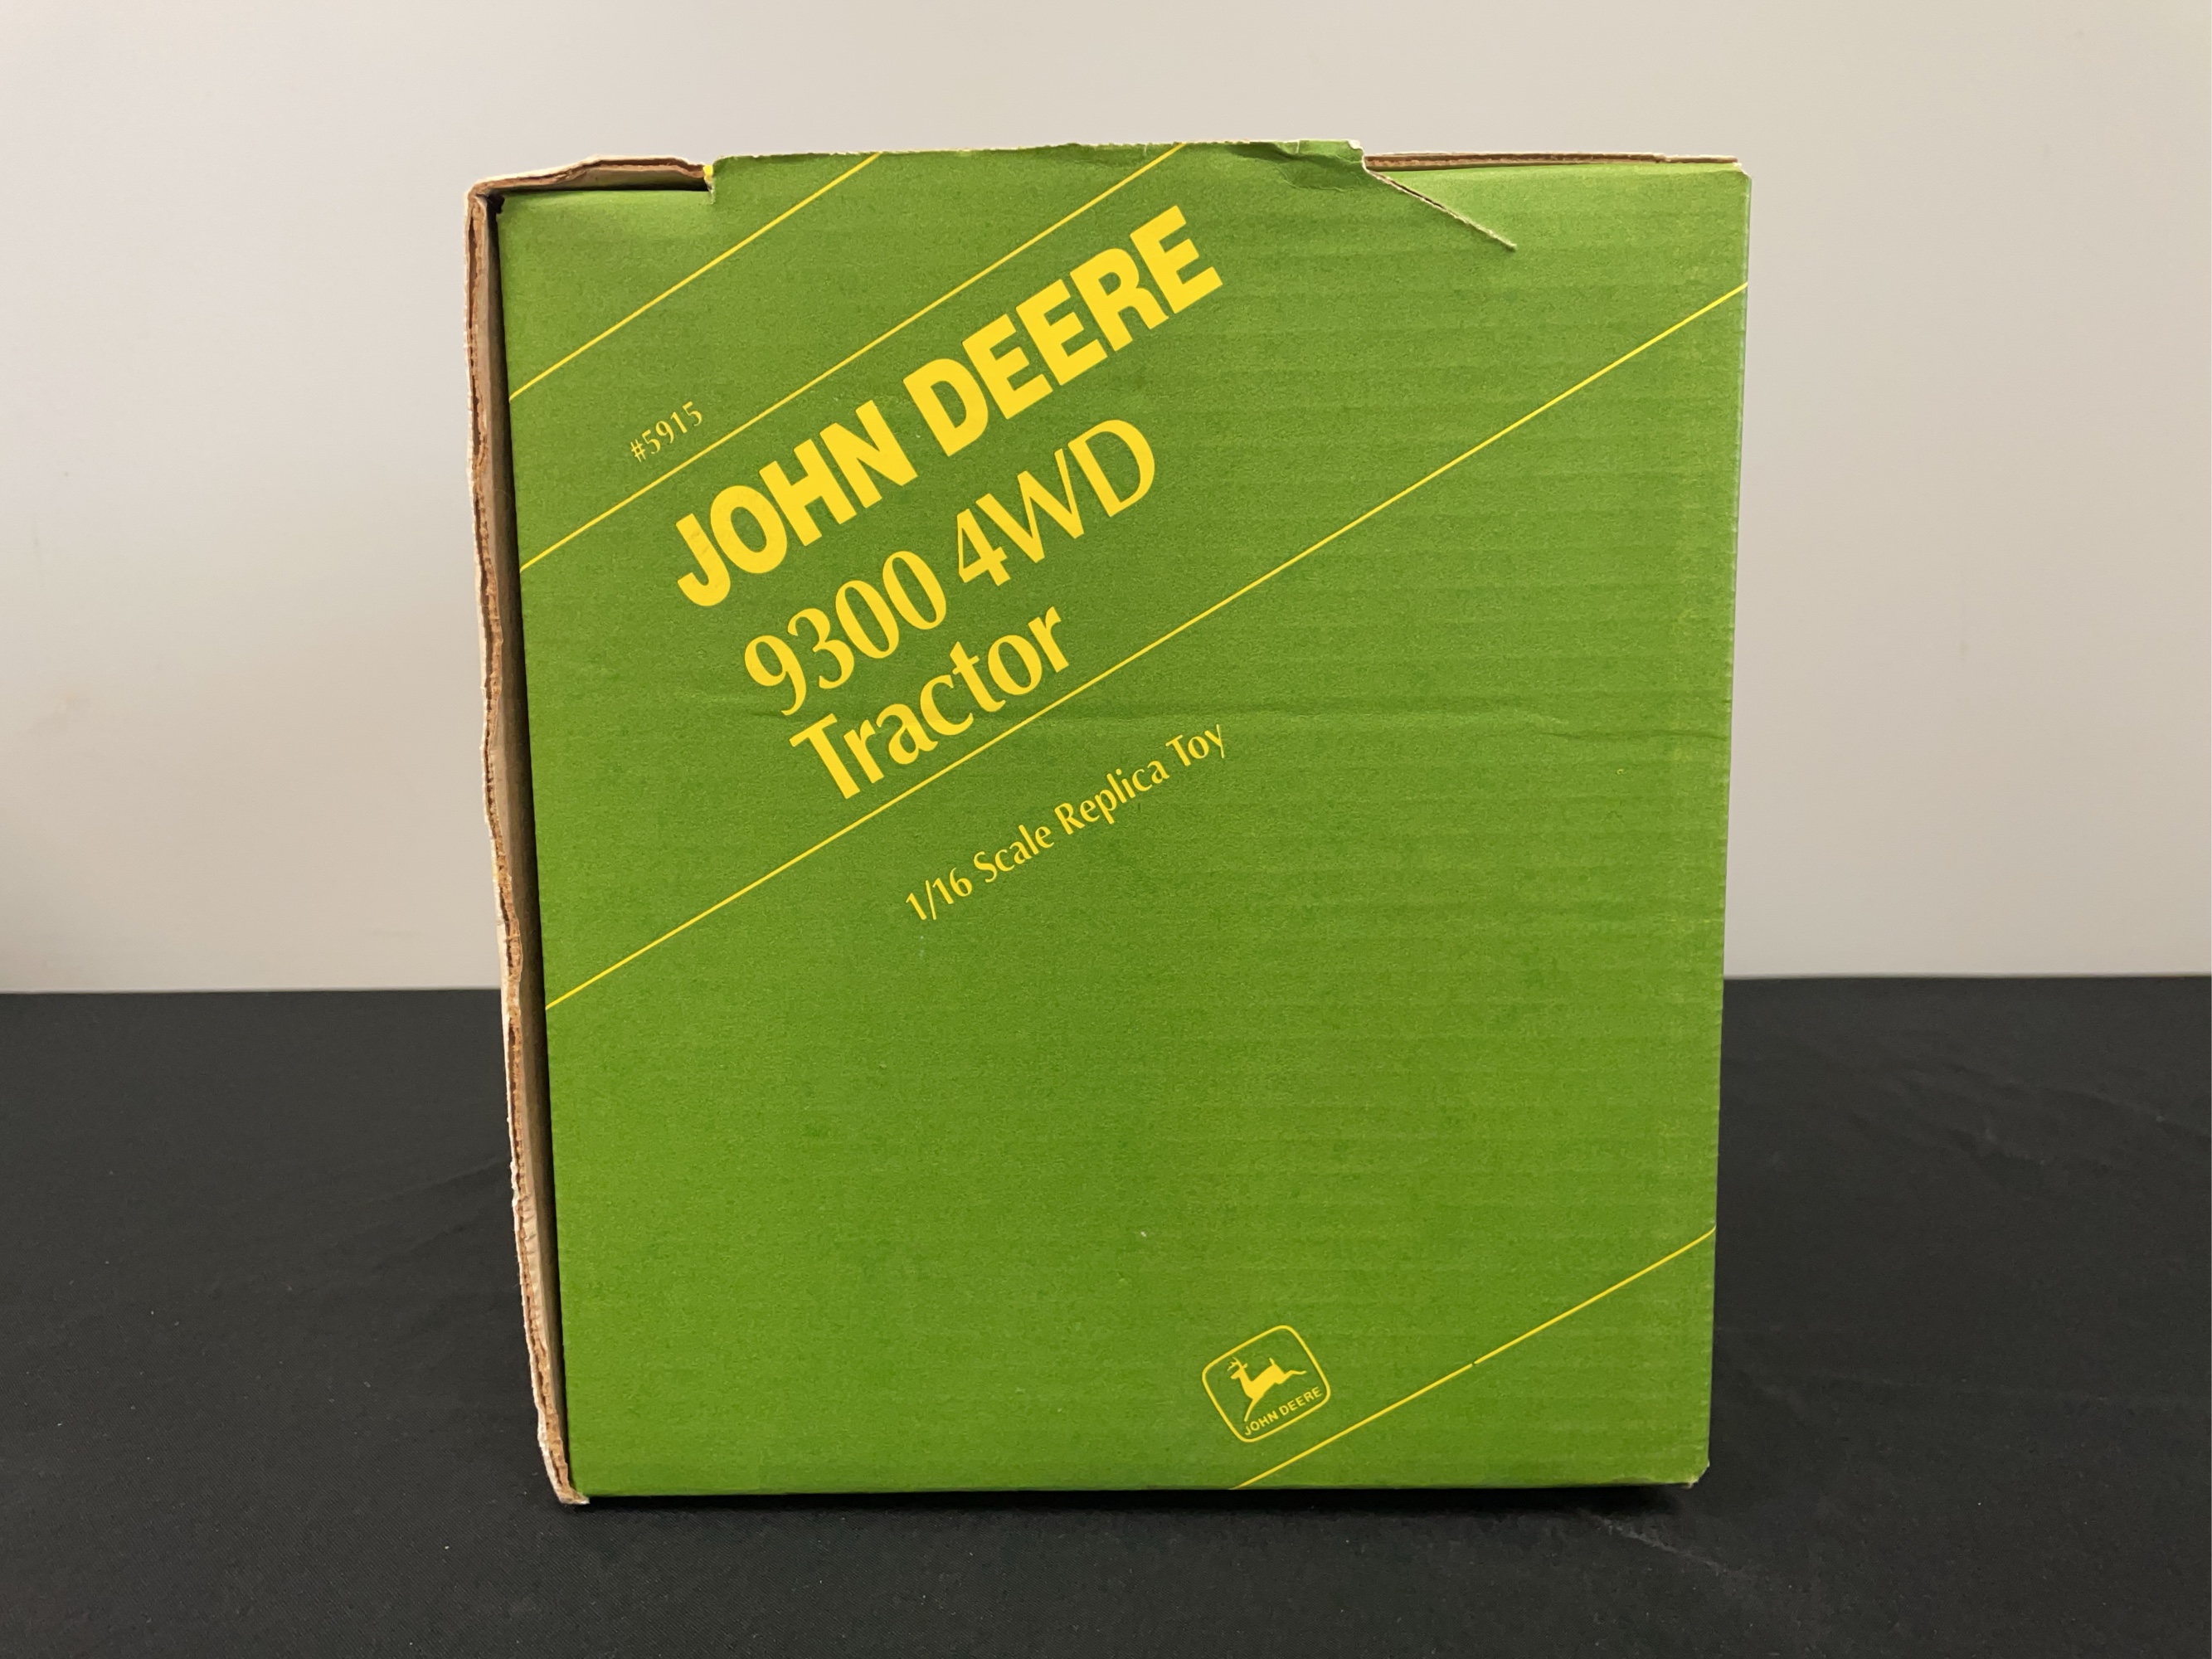 #5915
JOHN DEERE
9300 4WD
Tractor
1/16 Scale Replica Toy
JOHN DEERE